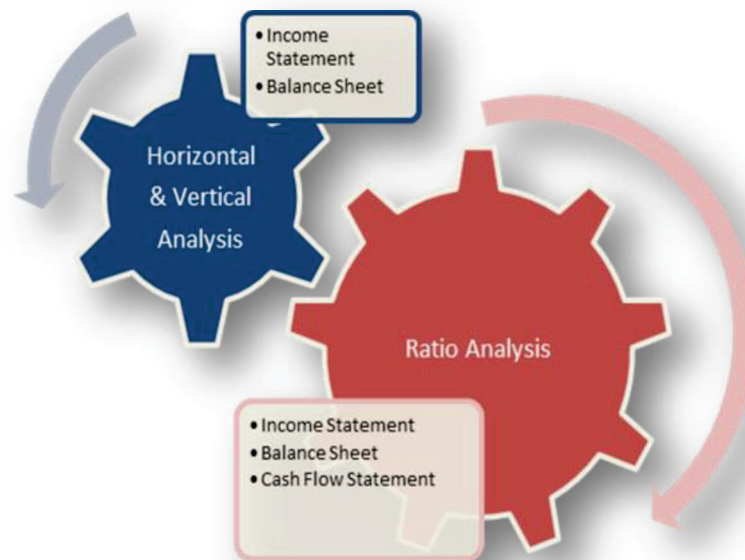 • Income
Statement
• Balance Sheet
Horizontal
& Vertical
Analysis
Ratio Analysis
• Income Statement
• Balance Sheet
• Cash Flow Statement